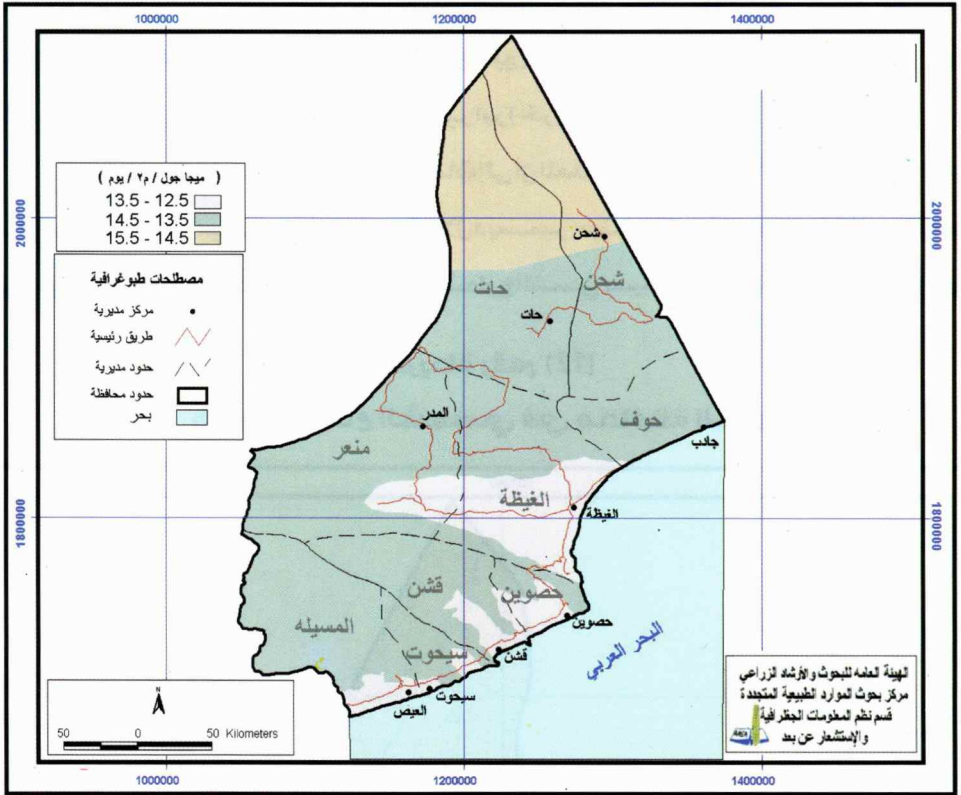 1000000
1200000
1400000
2000000
2000000
1800000
1800000
( ميجا جول / م٢ / يوم )
13.5 - 12.5
14.5 - 13.5
15.5 - 14.5
مصطلحات طبوغرافية
مركز مديرية
طريق رئيسية
حدود مديرية
حدود محافظة
بحر
شحن
شحن
حات
حات
حوف
جادب
المدر
منعر
الغيظة
الغيظة
قشن
حصوين
حصوين
المسيله
سيحوت
قشن
سيحوت
العيص
البحر العربي
N
50 0 50 Kilometers
الهيئة العامه للبحوث والأرشاد الزراعي
مركز بحوث الموارد الطبيعية المتجددة
قسم نظم المعلومات الجغرافية
والإستشعار عن بعد
AREA
1000000
1200000
1400000